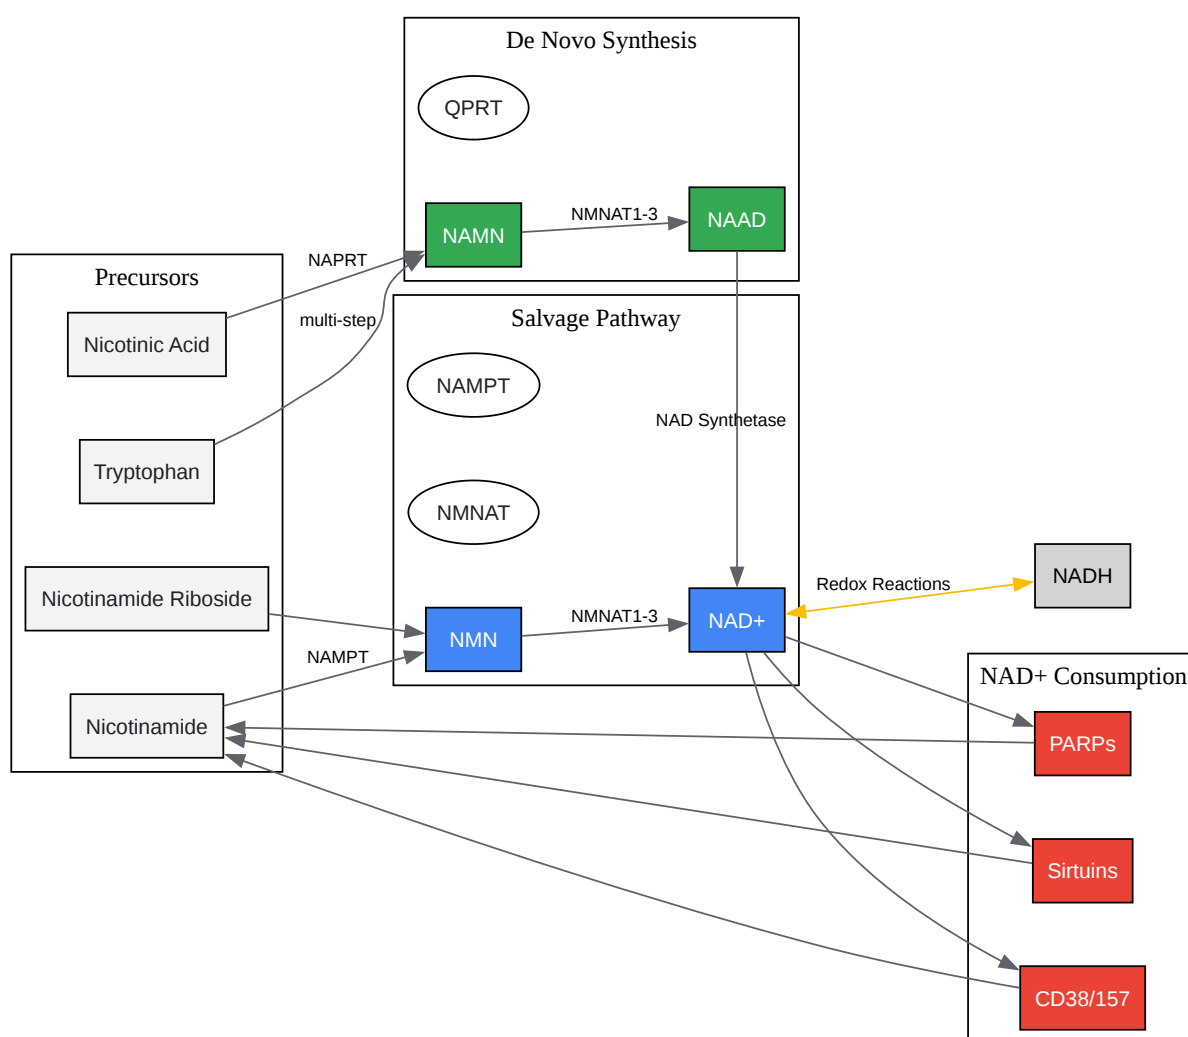 De Novo Synthesis
QPRT
NMNAT1-3
NAAD
NAMN
NAPRT
Precursors
multi-step
Salvage Pathway
Nicotinic Acid
NAMPT
NAD Synthetase
Tryptophan
NMNAT
NADH
Redox Reactions
Nicotinamide Riboside
NMNAT1-3
NAD+
NMN
NAMPT
NAD+ Consumption
Nicotinamide
PARPs
Sirtuins
CD38/157